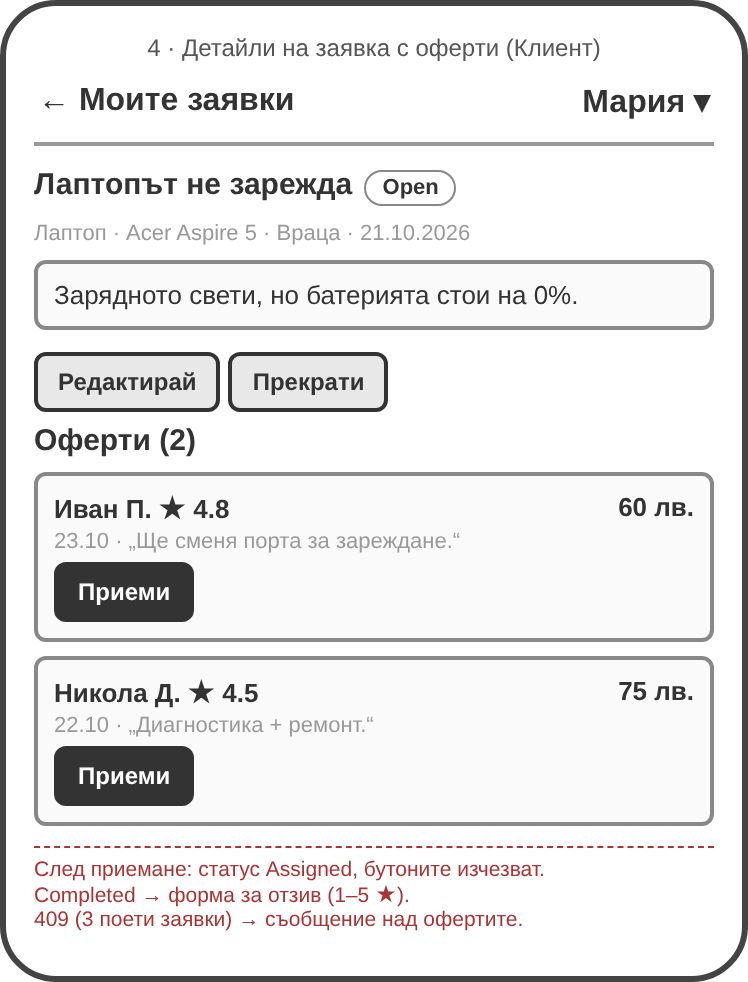 4 · Детайли на заявка с оферти (Клиент)
← Моите заявки
Мария ▼
Лаптопът не зарежда
Open
Лаптоп · Acer Aspire 5 · Враца · 21.10.2026
Зарядното свети, но батерията стои на 0%.
Редактирай
Прекрати
Оферти (2)
Иван П. ★ 4.8
60 лв.
23.10 · „Ще сменя порта за зареждане.“
Приеми
Никола Д. ★ 4.5
75 лв.
22.10 · „Диагностика + ремонт.“
Приеми
След приемане: статус Assigned, бутоните изчезват.
Completed → форма за отзив (1–5 ★).
409 (3 поети заявки) → съобщение над офертите.